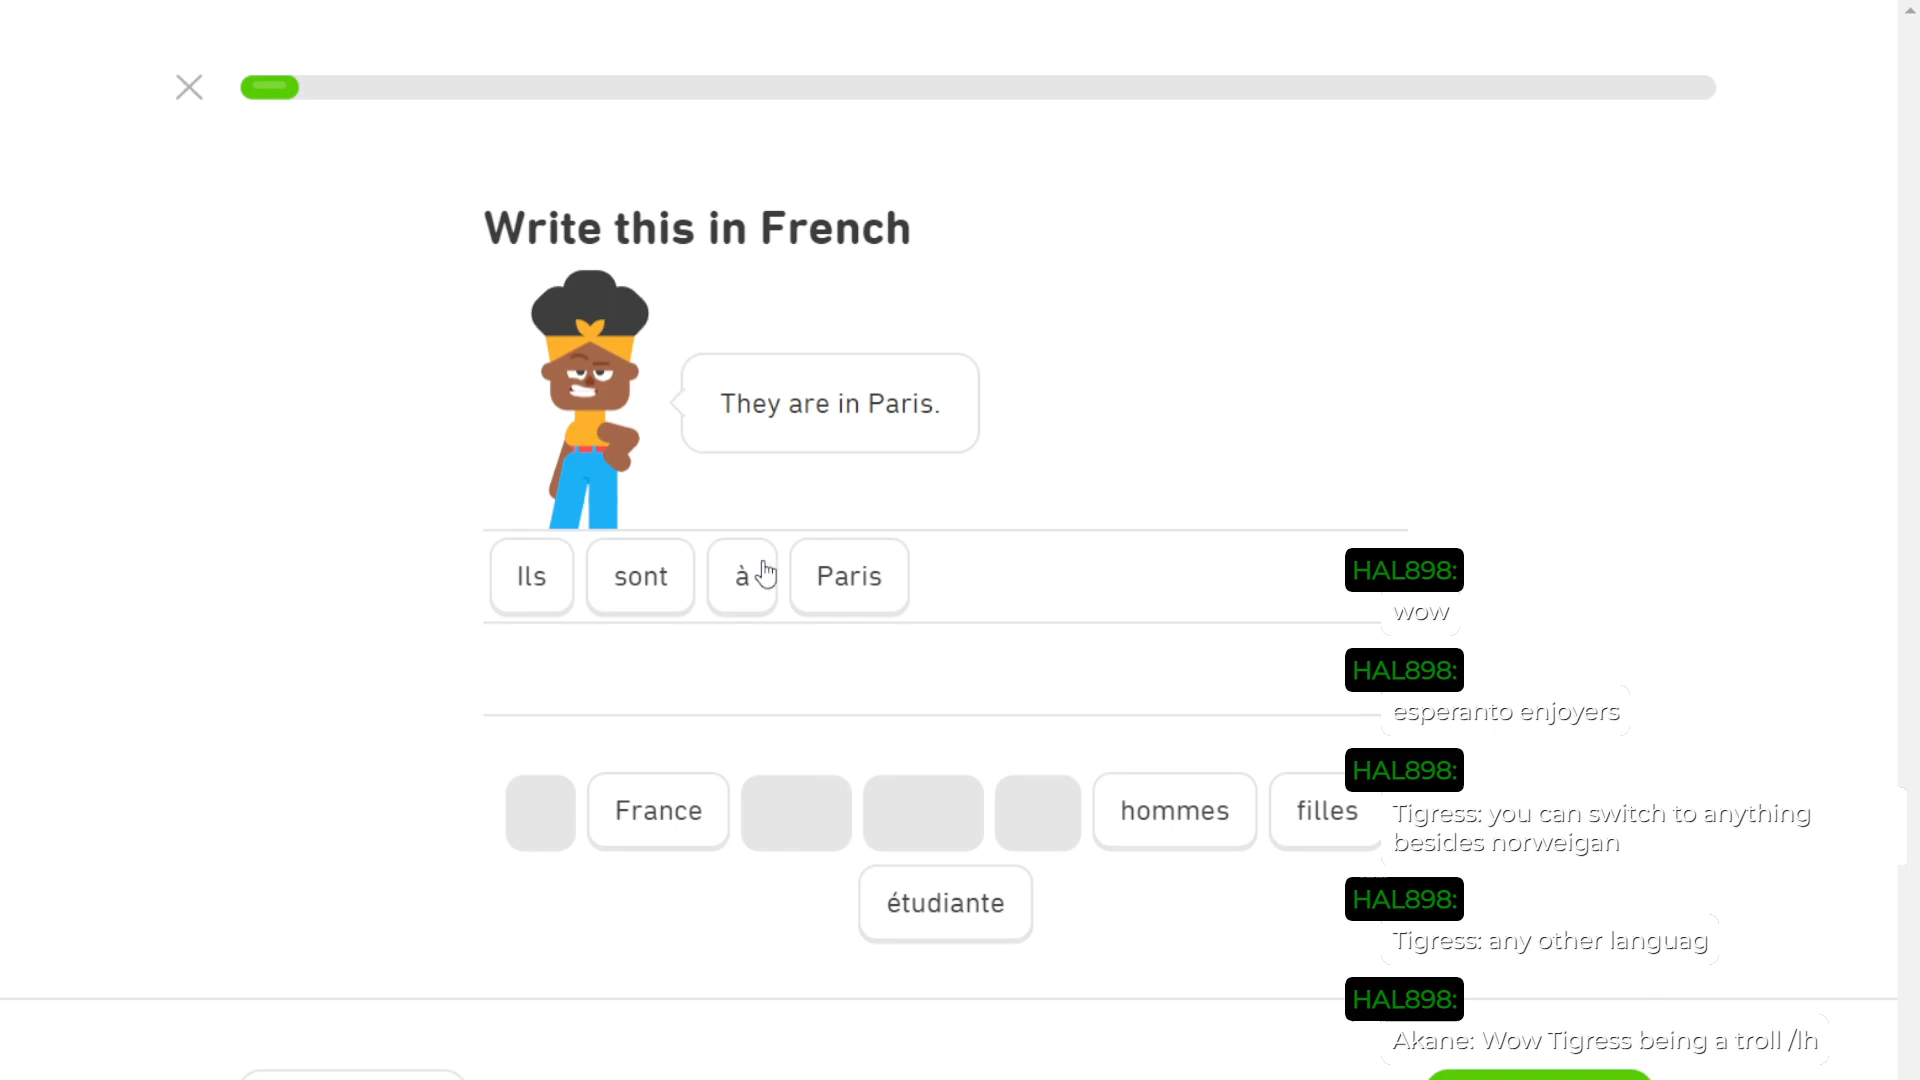 Write this in French
They are in Paris.
Ils sont à Paris
France hommes filles
étudiante
HAL898:
wow
HAL898:
esperanto enjoyers
HAL898:
Tigress: you can switch to anything
besides norweigan
HAL898:
Tigress: any other languag
HAL898:
Akane: Wow Tigress being a troll /lh